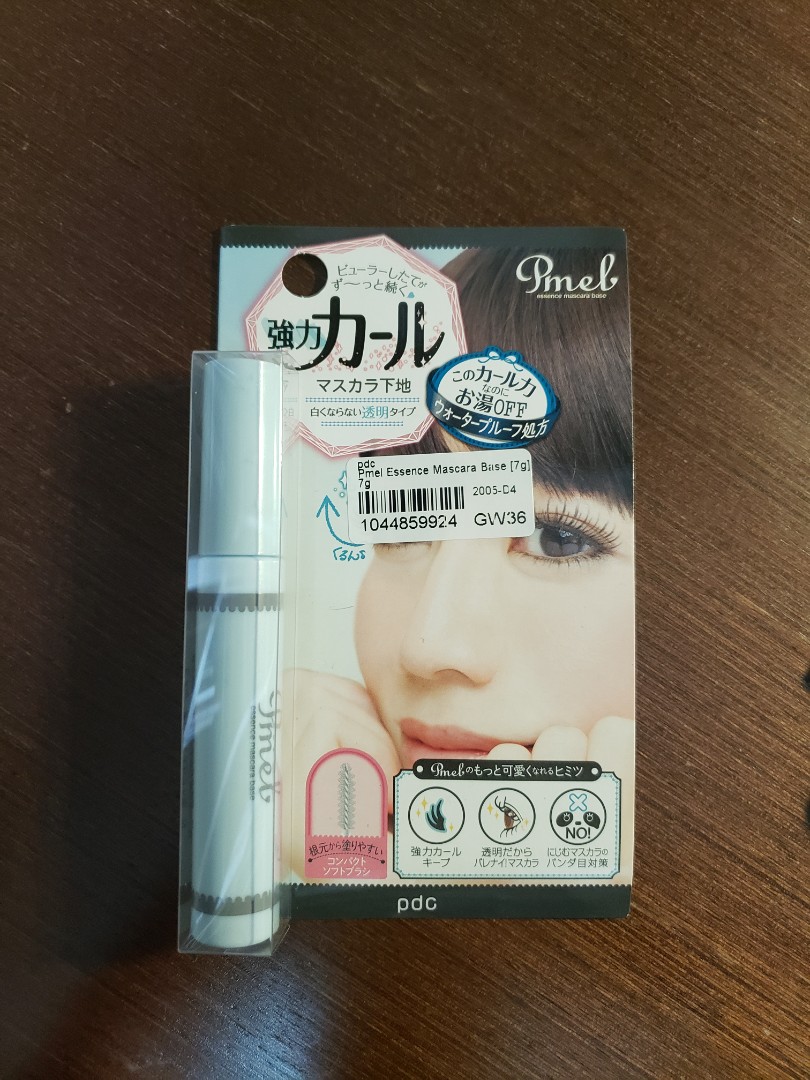 Pmel
essence mascara base
ビューラーしたてが
ず〜っと続く
強力カール
マスカラ下地
白くならない透明タイプ
このカール力
なのに
お湯OFF
ウォータープルーフ処方
pdc
Pmel Essence Mascara Base [7g]
7g
2005-D4
1044859924 GW36
くるんっ
Pmel
essence mascara base
根元から塗りやすい
コンパクト
ソフトブラシ
Pmelのもっと可愛くなれるヒミツ
強力カール
キープ
透明だから
バレナイ!マスカラ
NO!
にじむマスカラの
パンダ目対策
pdc